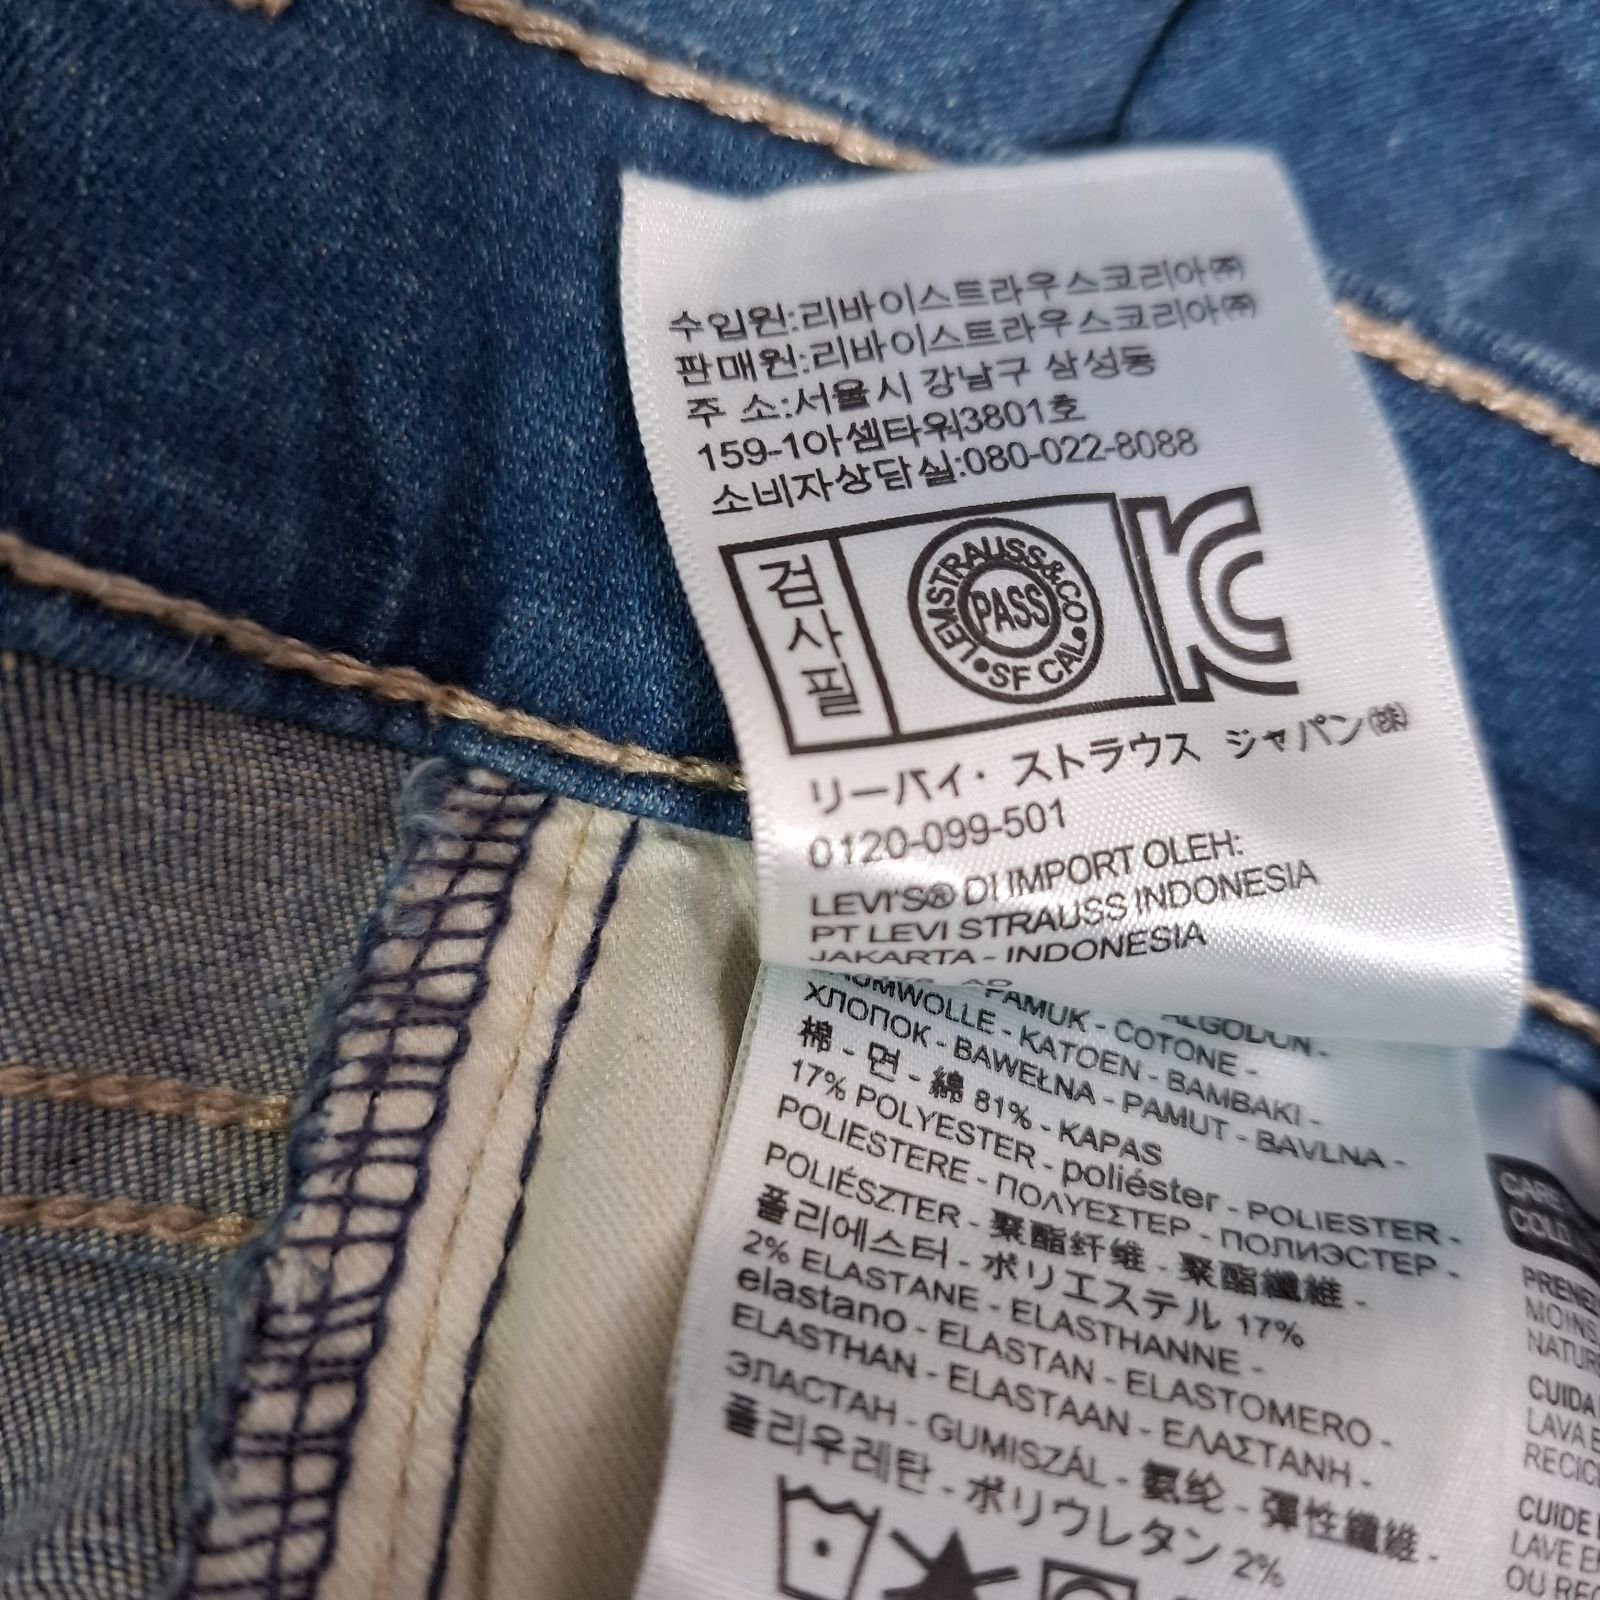 수입원:리바이스트라우스코리아㈜
판매원:리바이스트라우스코리아㈜
주 소:서울시 강남구 삼성동
159-1아셈타워3801호
소비자상담실:080-022-8088
검사필
LEVI STRAUSS & CO
PASS
SF CAL
リーバイ・ストラウス ジャパン㈱
0120-099-501
LEVI'S® DI IMPORT OLEH:
PT LEVI STRAUSS INDONESIA
JAKARTA - INDONESIA
ALGODON -
PAMUK - COTONE -
KATOEN - BAMBAKI -
ХЛОПОК - BAWEŁNA - PAMUT - BAVLNA -
棉 - 면 - 綿 81% - KAPAS
17% POLYESTER - poliéster - POLIESTER -
POLIESTERE - ΠΟΛΥΕΣΤΕΡ - ПОЛИЭСТЕР -
POLIÉSZTER - 聚酯纤维 - 聚酯纖維 -
폴리에스터 - ポリエステル 17%
2% ELASTANE - ELASTHANNE -
elastano - ELASTAN - ELASTOMERO -
ELASTHAN - ELASTAAN - ΕΛΑΣΤΑΝΗ -
ЭЛАСТАН - GUMISZÁL - 氨纶 - 彈性纖維 -
폴리우레탄 - ポリウレタン 2%
CARE
MOINS
LAVE